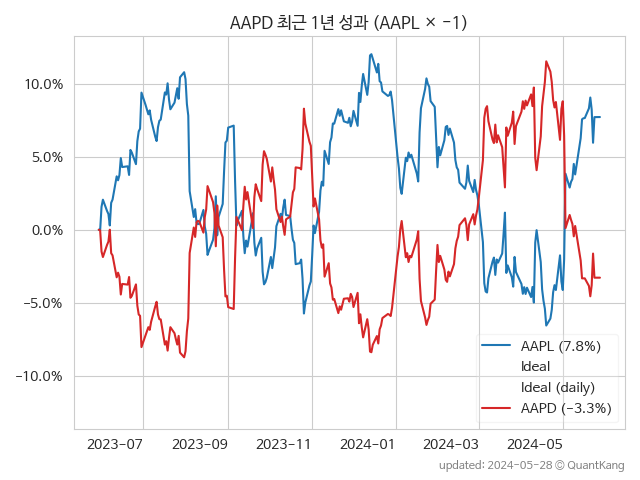 AAPD 최근 1년 성과 (AAPL × -1)
10.0%
5.0%
0.0%
−5.0%
−10.0%
AAPL (7.8%)
Ideal
Ideal (daily)
AAPD (−3.3%)
2023-07 2023-09 2023-11 2024-01 2024-03 2024-05
updated: 2024-05-28 © QuantKang